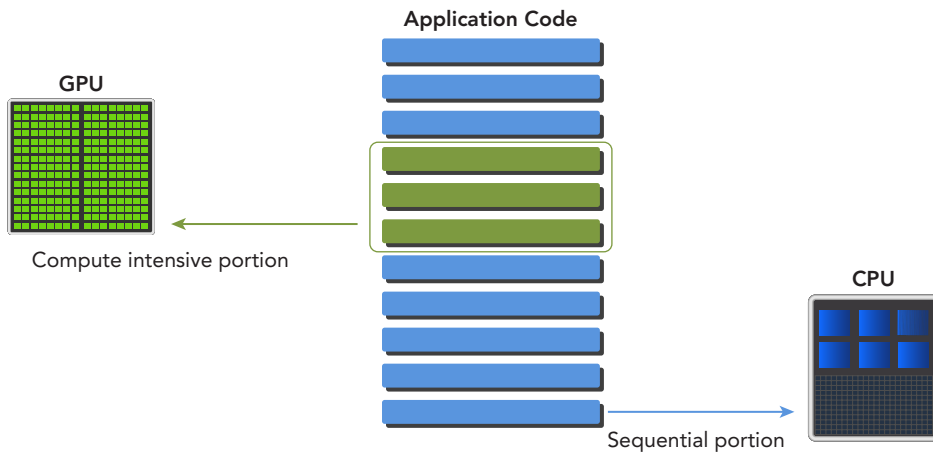 Application Code
GPU
Compute intensive portion
CPU
Sequential portion